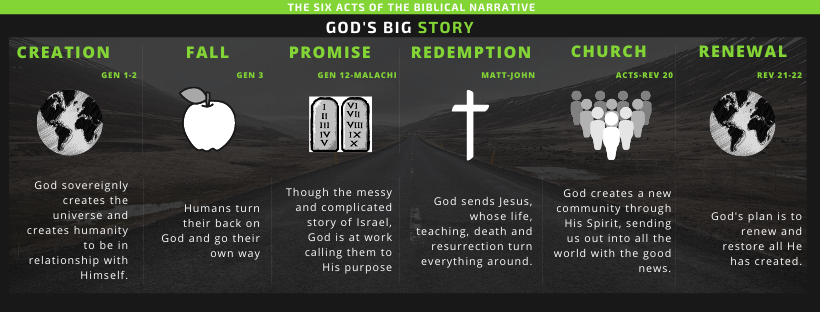 THE SIX ACTS OF THE BIBLICAL NARRATIVE
GOD'S BIG STORY
CREATION
GEN 1-2
God sovereignly
creates the
universe and
creates humanity
to be in
relationship with
Himself.
FALL
GEN 3
Humans turn
their back on
God and go their
own way
PROMISE
GEN 12-MALACHI
I
II
III
IV
V
VI
VII
VIII
IX
X
Though the messy
and complicated
story of Israel,
God is at work
calling them to
His purpose
REDEMPTION
MATT-JOHN
God sends Jesus,
whose life,
teaching, death and
resurrection turn
everything around.
CHURCH
ACTS-REV 20
God creates a new
community through
His Spirit, sending
us out into all the
world with the good
news.
RENEWAL
REV 21-22
God's plan is to
renew and
restore all He
has created.